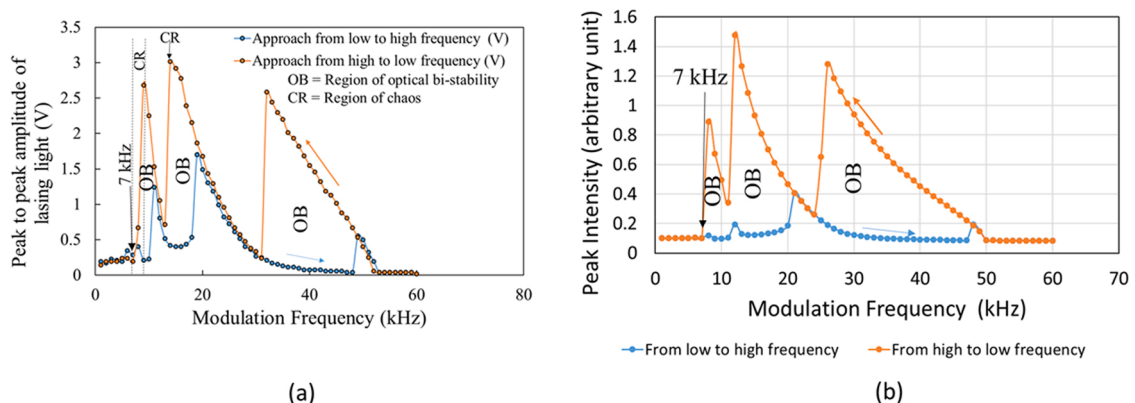 (a)
Peak to peak amplitude of
lasing light (V)
3.5
3
2.5
2
1.5
1
0.5
0
0
20
40
60
80
Modulation Frequency (kHz)
CR
CR
7 kHz
OB
OB
OB
Approach from low to high frequency (V)
Approach from high to low frequency (V)
OB = Region of optical bi-stability
CR = Region of chaos
(a)
b)
Peak Intensity (arbitrary unit)
1.6
1.4
1.2
1
0.8
0.6
0.4
0.2
0
0
10
20
30
40
50
60
70
Modulation Frequency (kHz)
7 kHz
OB
OB
OB
From low to high frequency
From high to low frequency
(b)